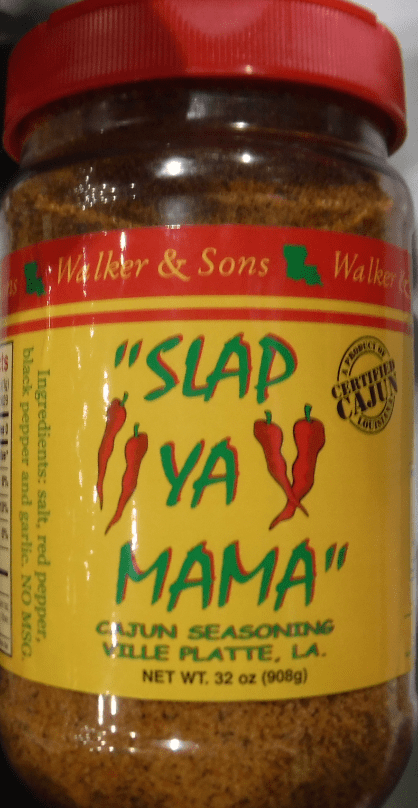 Walker & Sons Walker
"SLAP
YA
MAMA"
CAJUN SEASONING
VILLE PLATTE, LA.
NET WT. 32 oz (908g)
A PRODUCT OF
CERTIFIED
CAJUN
LOUISIANA
Ingredients: salt, red pepper,
black pepper and garlic. NO MSG.